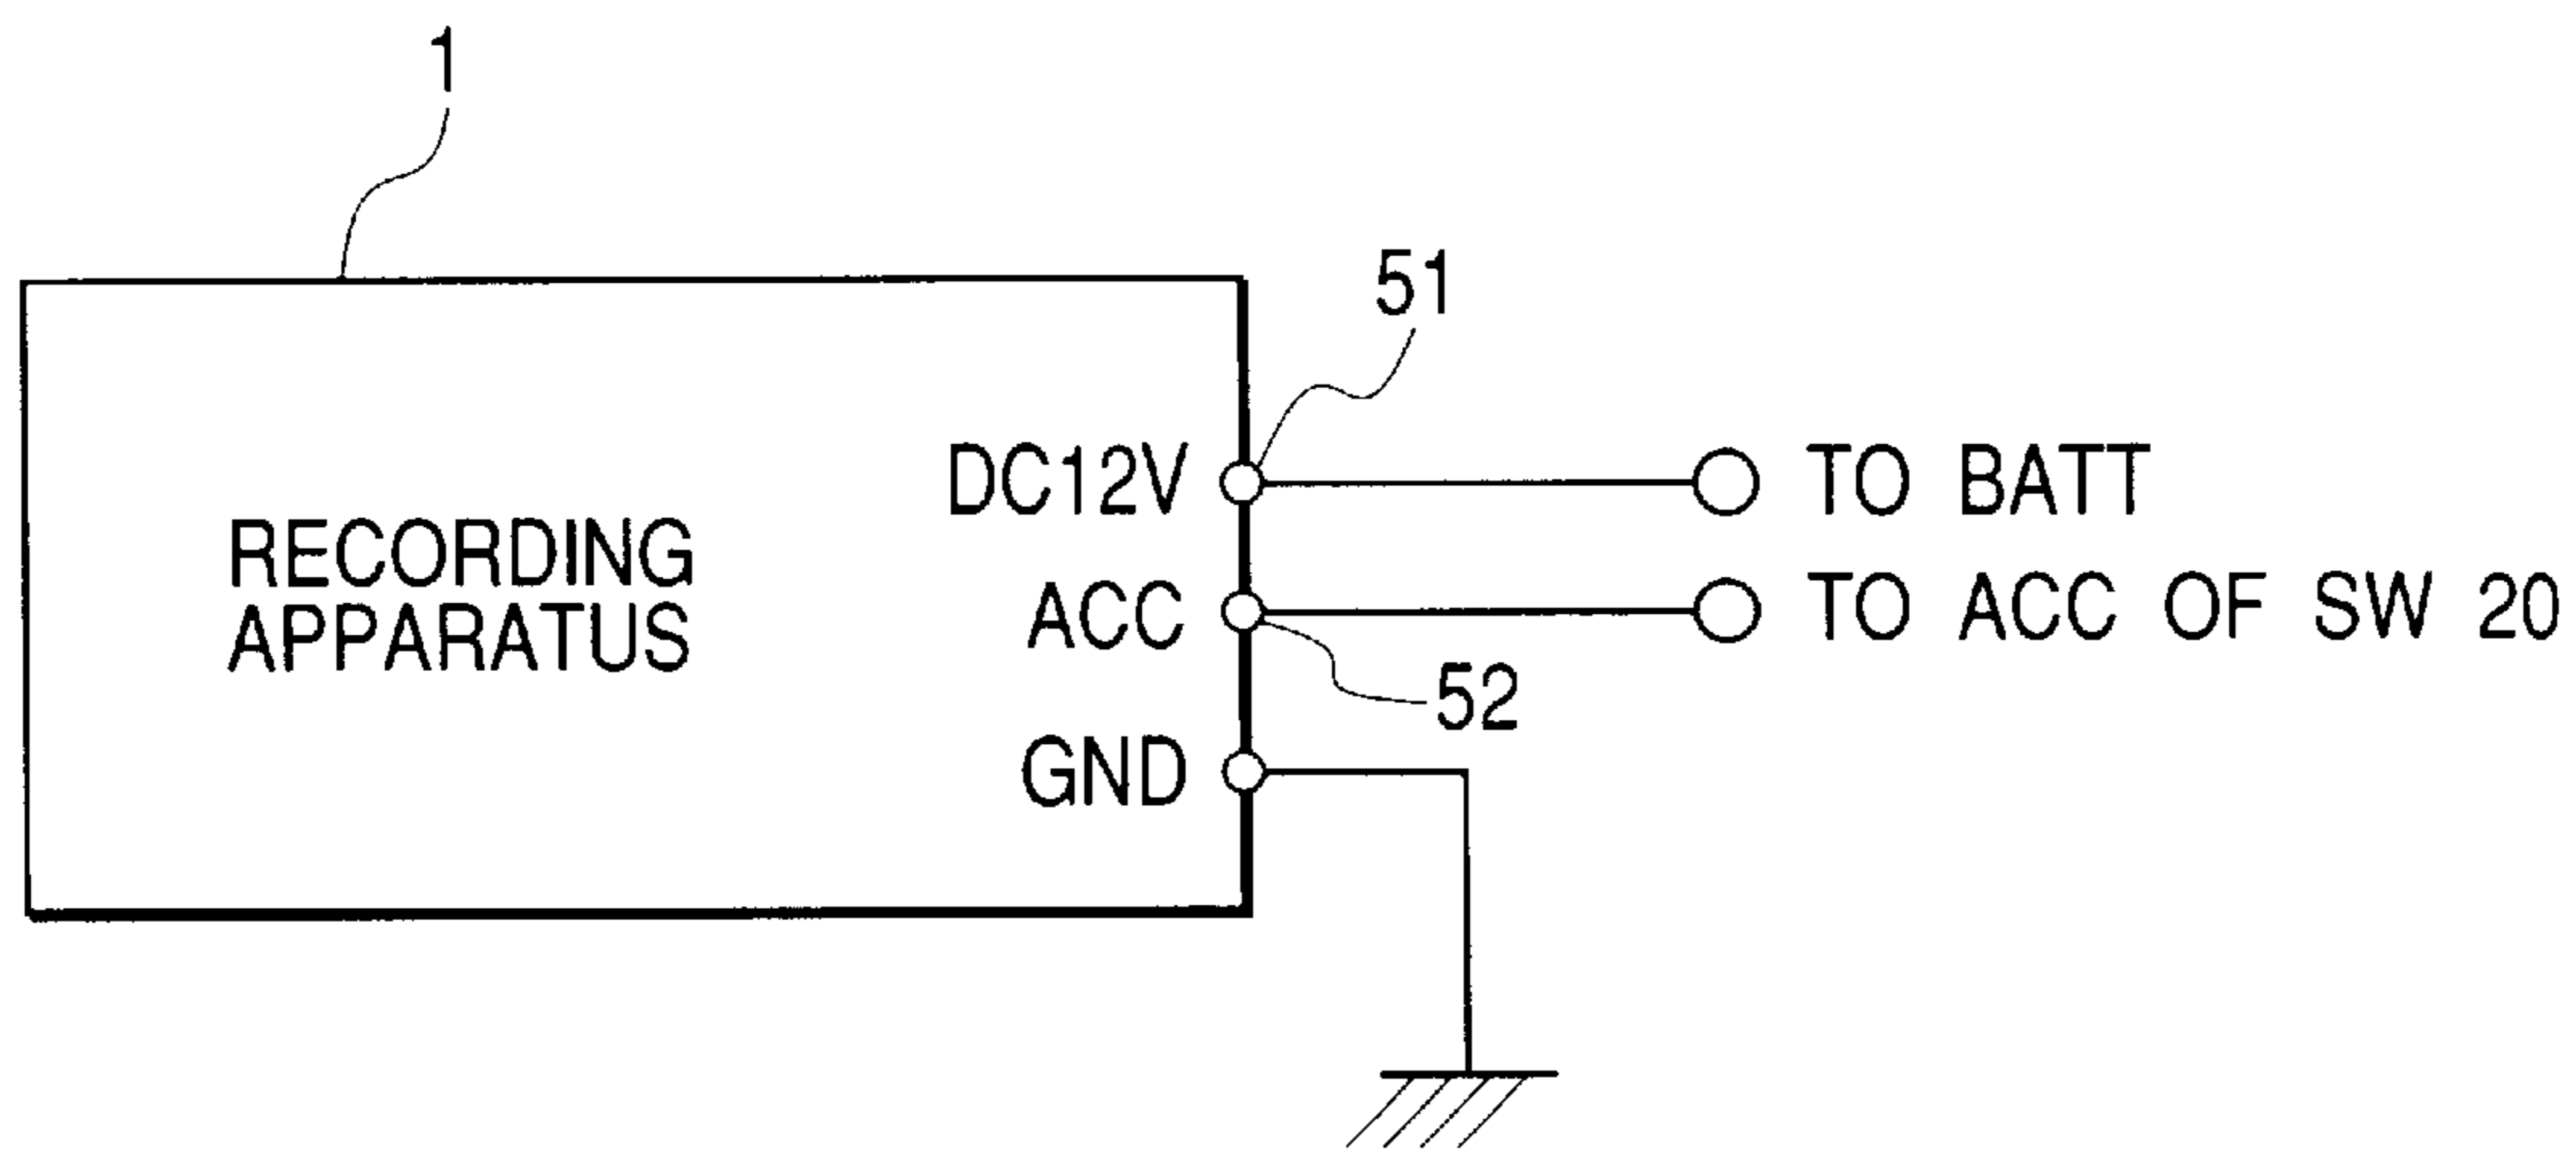 1
51
DC12V
TO BATT
RECORDING
APPARATUS
ACC
TO ACC OF SW 20
52
GND